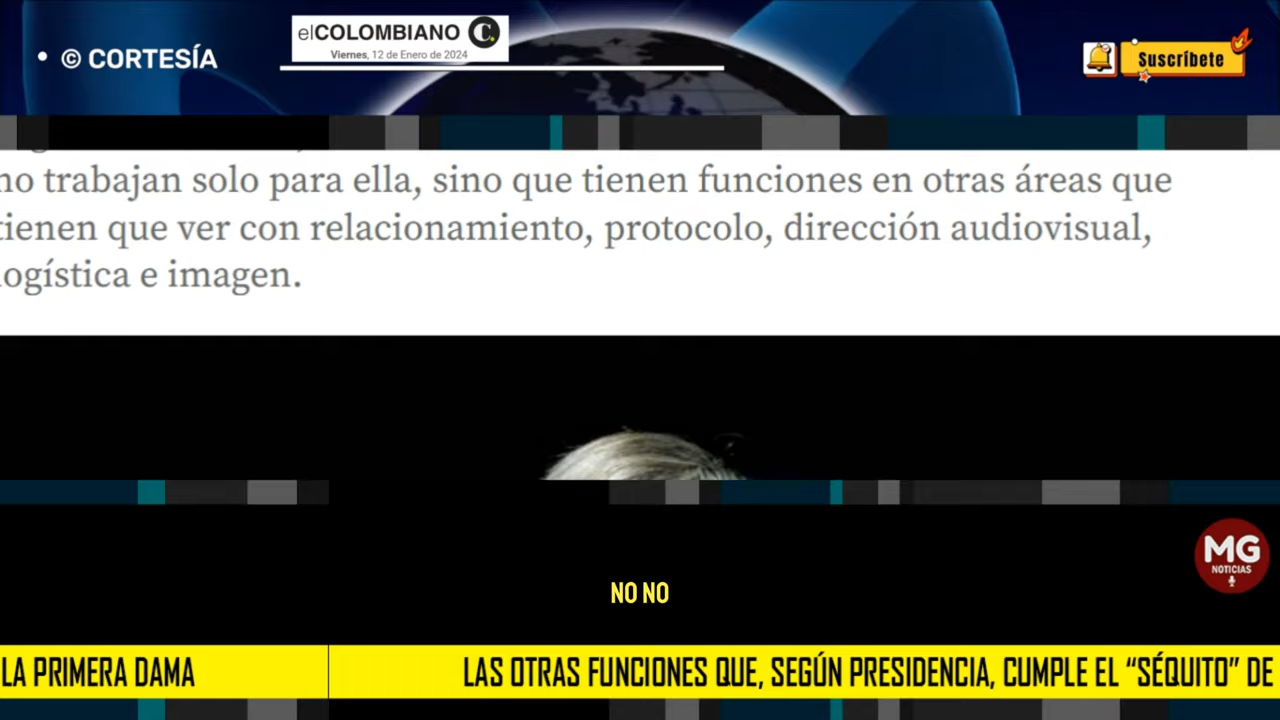 © CORTESÍA
elCOLOMBIANO C.
Viernes, 12 de Enero de 2024
Suscríbete
no trabajan solo para ella, sino que tienen funciones en otras áreas que
tienen que ver con relacionamiento, protocolo, dirección audiovisual,
logística e imagen.
MG
NOTICIAS
NO NO
LA PRIMERA DAMA
LAS OTRAS FUNCIONES QUE, SEGÚN PRESIDENCIA, CUMPLE EL “SÉQUITO” DE